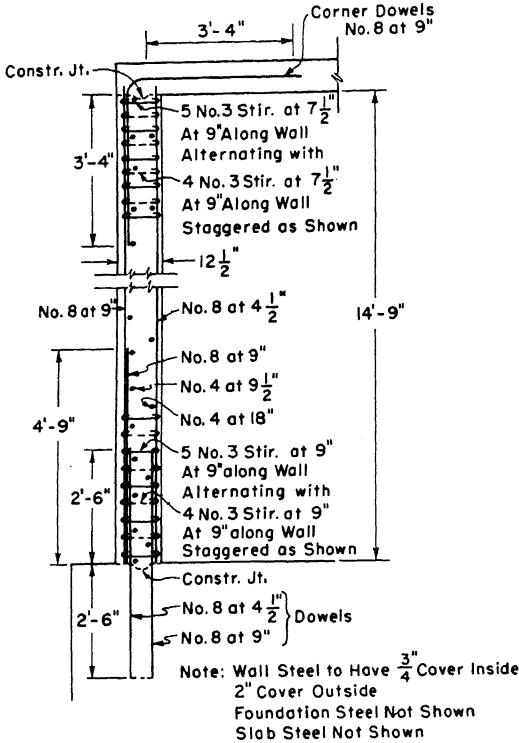 3'-4"
Corner Dowels
No.8 at 9"
Constr. Jt.
5 No.3 Stir. at 7 1/2"
At 9"Along Wall
Alternating with
3'-4"
4 No.3 Stir. at 7 1/2"
At 9"Along Wall
Staggered as Shown
12 1/2"
No.8 at 9"
No.8 at 4 1/2"
14'-9"
No.8 at 9"
No.4 at 9 1/2"
No.4 at 18"
4'-9"
5 No.3 Stir. at 9"
At 9"along Wall
Alternating with
2'-6"
4 No.3 Stir. at 9"
At 9"along Wall
Staggered as Shown
Constr. Jt.
2'-6"
No.8 at 4 1/2"
Dowels
No.8 at 9"
Note: Wall Steel to Have 3/4" Cover Inside
2" Cover Outside
Foundation Steel Not Shown
Slab Steel Not Shown